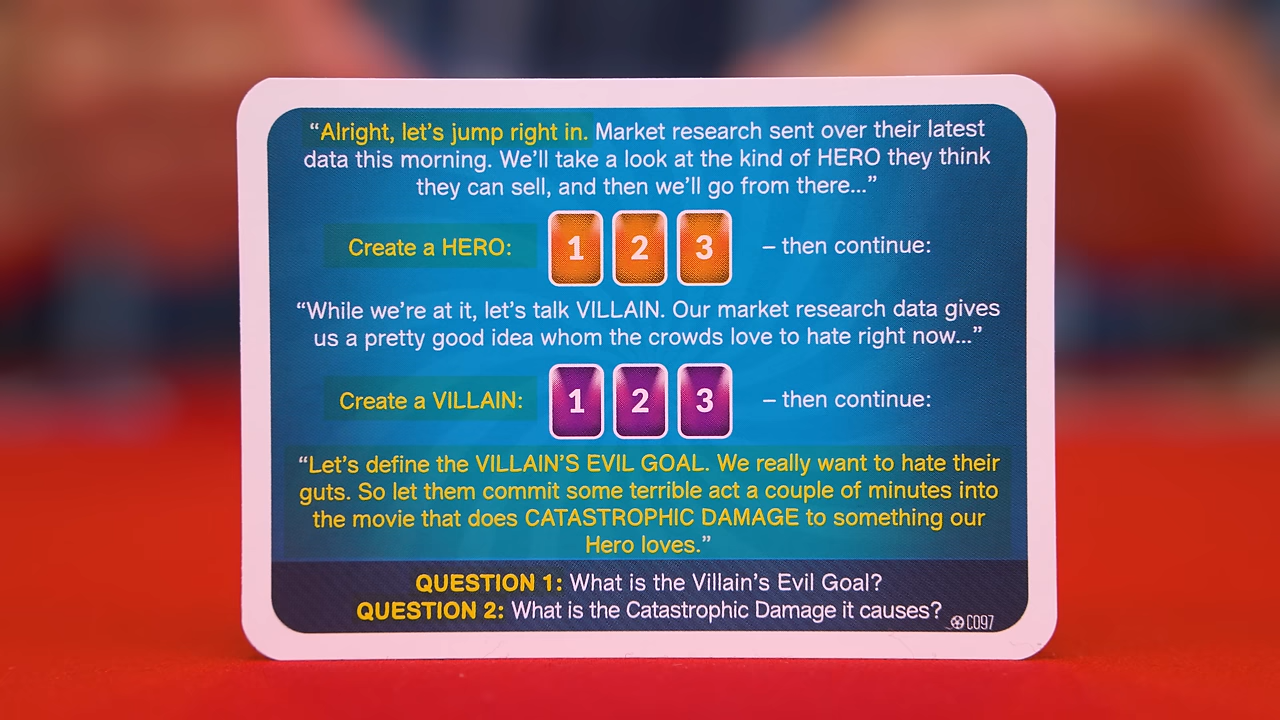 “Alright, let’s jump right in. Market research sent over their latest
data this morning. We’ll take a look at the kind of HERO they think
they can sell, and then we’ll go from there...”
Create a HERO: 1 2 3 – then continue:
“While we’re at it, let’s talk VILLAIN. Our market research data gives
us a pretty good idea whom the crowds love to hate right now...”
Create a VILLAIN: 1 2 3 – then continue:
“Let’s define the VILLAIN’S EVIL GOAL. We really want to hate their
guts. So let them commit some terrible act a couple of minutes into
the movie that does CATASTROPHIC DAMAGE to something our
Hero loves.”
QUESTION 1: What is the Villain’s Evil Goal?
QUESTION 2: What is the Catastrophic Damage it causes?
C097